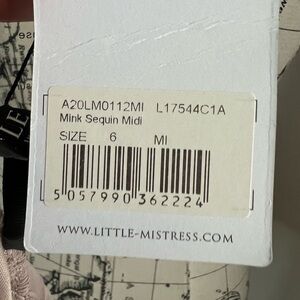 A20LM0112MI L17544C1A
Mink Sequin Midi
SIZE 6 MI
5 057990 362224
WWW.LITTLE-MISTRESS.COM